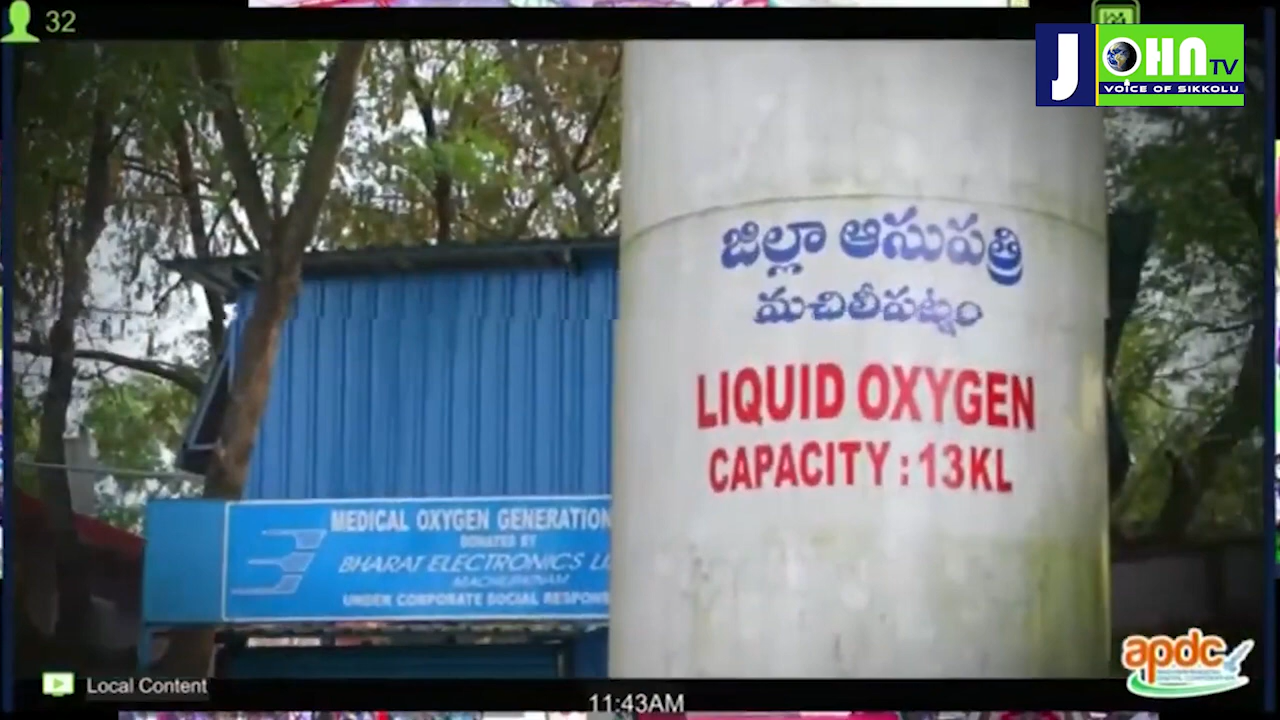 32
JOHN TV
VOICE OF SIKKOLU
జిల్లా ఆసుపత్రి
మచిలీపట్నం
LIQUID OXYGEN
CAPACITY : 13KL
MEDICAL OXYGEN GENERATION
DONATED BY
BHARAT ELECTRONICS
MACHILIPATNAM
UNDER CORPORATE SOCIAL
apdc
Local Content
11:43AM